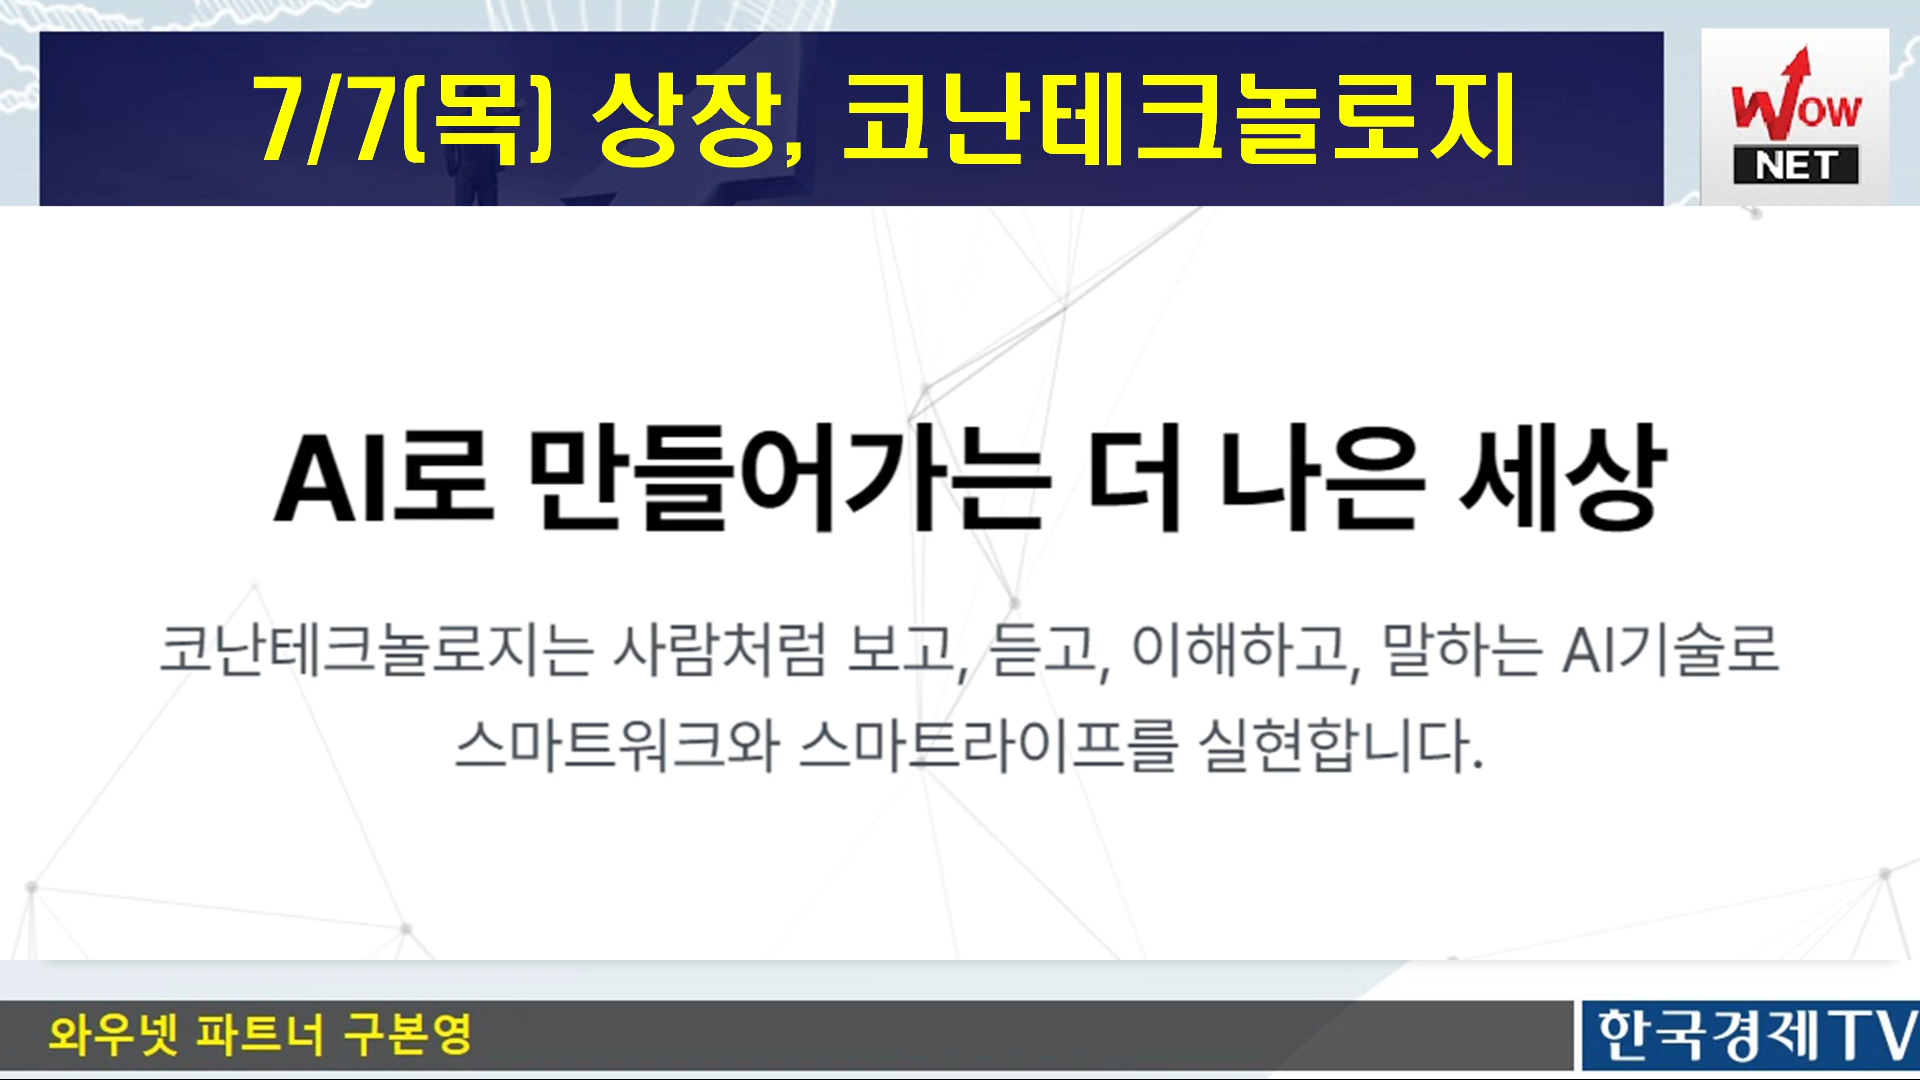 7/7(목) 상장, 코난테크놀로지
WOW
NET
AI로 만들어가는 더 나은 세상
코난테크놀로지는 사람처럼 보고, 듣고, 이해하고, 말하는 AI기술로
스마트워크와 스마트라이프를 실현합니다.
와우넷 파트너 구본영
한국경제TV